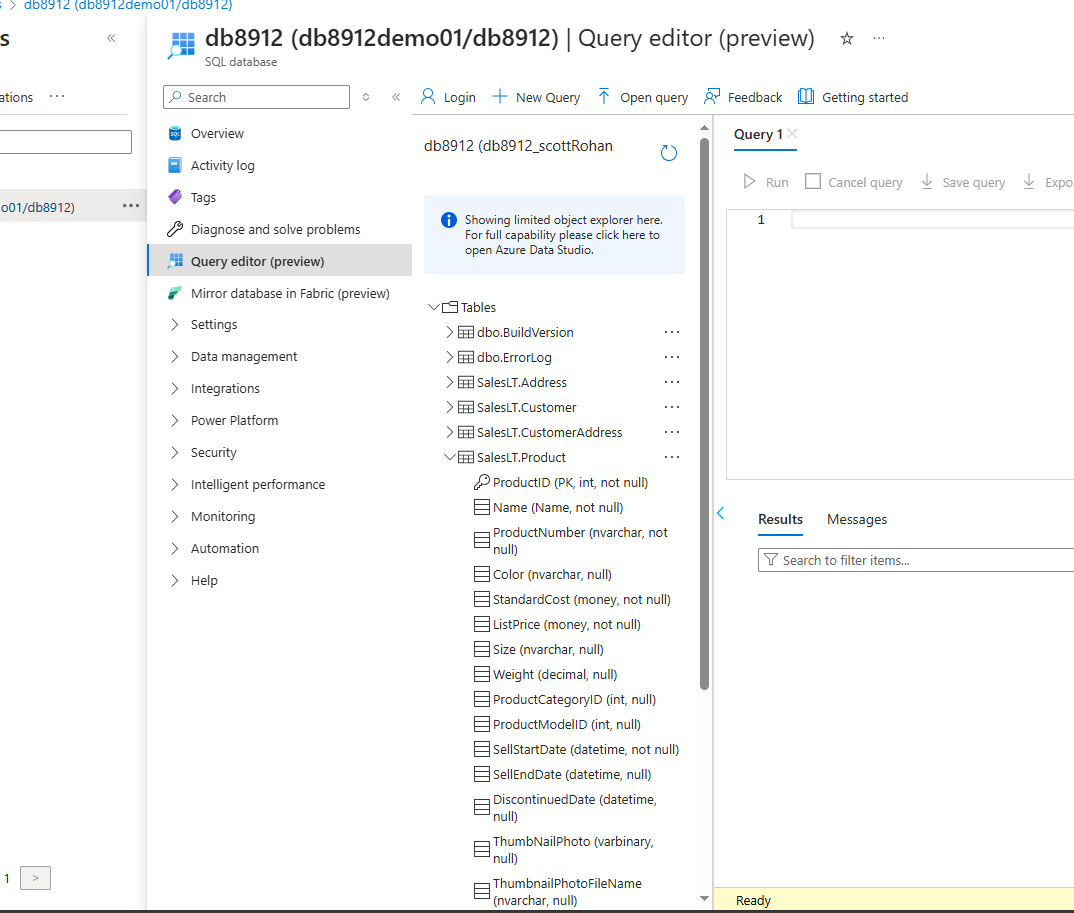 db8912 (db8912demo01/db8912)
s
db8912 (db8912demo01/db8912) | Query editor (preview)
SQL database
ations
Search
Login
New Query
Open query
Feedback
Getting started
o01/db8912)
1
Overview
Activity log
Tags
Diagnose and solve problems
Query editor (preview)
Mirror database in Fabric (preview)
Settings
Data management
Integrations
Power Platform
Security
Intelligent performance
Monitoring
Automation
Help
db8912 (db8912_scottRohan
Showing limited object explorer here.
For full capability please click here to
open Azure Data Studio.
Tables
dbo.BuildVersion
dbo.ErrorLog
SalesLT.Address
SalesLT.Customer
SalesLT.CustomerAddress
SalesLT.Product
ProductID (PK, int, not null)
Name (Name, not null)
ProductNumber (nvarchar, not
null)
Color (nvarchar, null)
StandardCost (money, not null)
ListPrice (money, not null)
Size (nvarchar, null)
Weight (decimal, null)
ProductCategoryID (int, null)
ProductModelID (int, null)
SellStartDate (datetime, not null)
SellEndDate (datetime, null)
DiscontinuedDate (datetime,
null)
ThumbNailPhoto (varbinary,
null)
ThumbnailPhotoFileName
(nvarchar, null)
Query 1
Run
Cancel query
Save query
Expo
1
Results
Messages
Search to filter items...
Ready